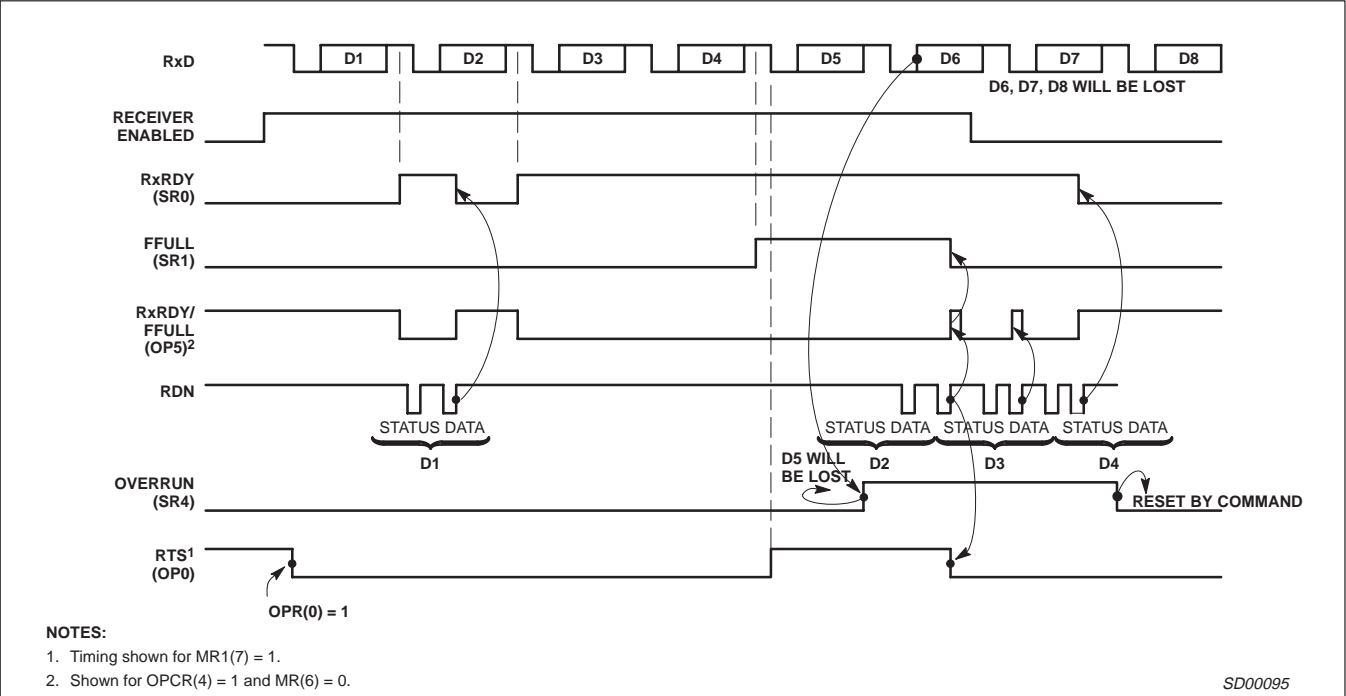 RxD
D1
D2
D3
D4
D5
D6
D7
D8
D6, D7, D8 WILL BE LOST
RECEIVER
ENABLED
RxRDY
(SR0)
FFULL
(SR1)
RxRDY/
FFULL
(OP5)2
RDN
STATUS DATA
STATUS DATA
STATUS DATA
STATUS DATA
D1
D2
D3
D4
D5 WILL
BE LOST
OVERRUN
(SR4)
RESET BY COMMAND
RTS1
(OP0)
OPR(0) = 1
NOTES:
1. Timing shown for MR1(7) = 1.
2. Shown for OPCR(4) = 1 and MR(6) = 0.
SD00095